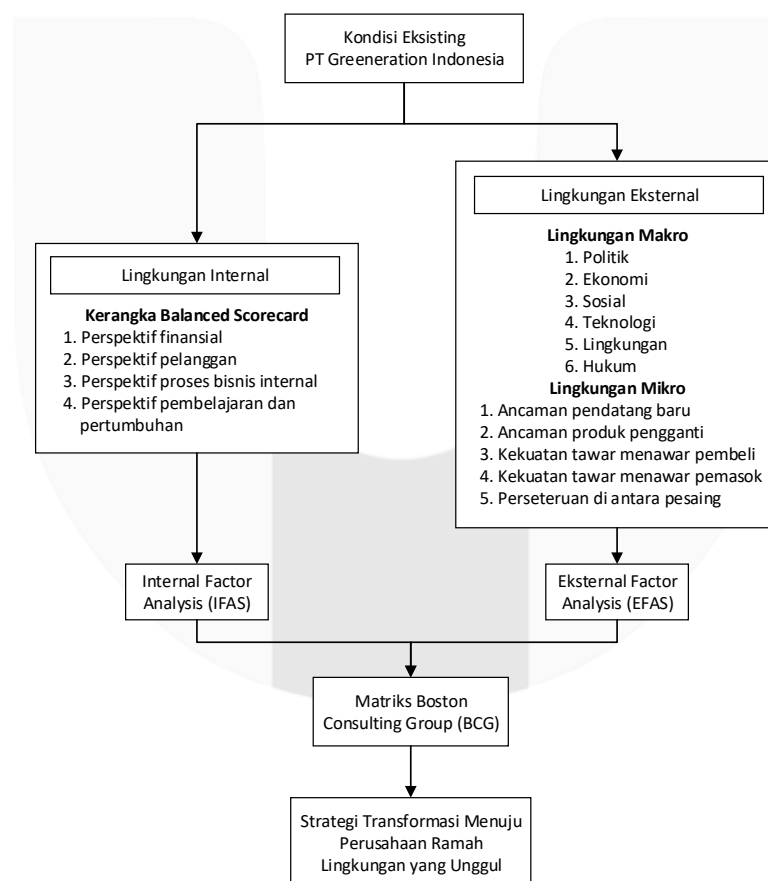 Kondisi Eksisting
PT Greeneration Indonesia
Lingkungan Internal
Kerangka Balanced Scorecard
1. Perspektif finansial
2. Perspektif pelanggan
3. Perspektif proses bisnis internal
4. Perspektif pembelajaran dan
pertumbuhan
Lingkungan Eksternal
Lingkungan Makro
1. Politik
2. Ekonomi
3. Sosial
4. Teknologi
5. Lingkungan
6. Hukum
Lingkungan Mikro
1. Ancaman pendatang baru
2. Ancaman produk pengganti
3. Kekuatan tawar menawar pembeli
4. Kekuatan tawar menawar pemasok
5. Perseteruan di antara pesaing
Internal Factor
Analysis (IFAS)
Eksternal Factor
Analysis (EFAS)
Matriks Boston
Consulting Group (BCG)
Strategi Transformasi Menuju
Perusahaan Ramah
Lingkungan yang Unggul